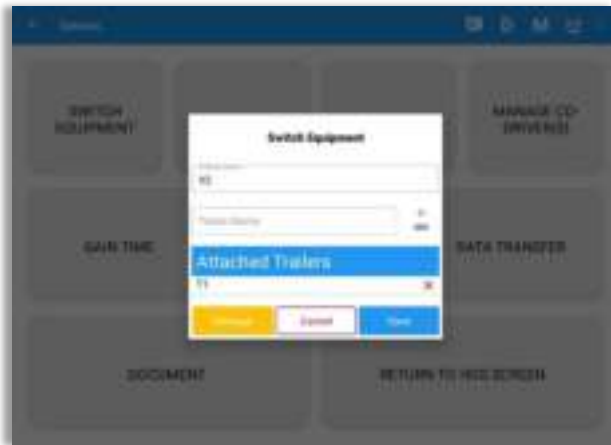 SWITCH
EQUIPMENT
MANAGE CO-
DRIVER(S)
Switch Equipment
Attached Trailers
Cancel
Save
GAIN TIME
DATA TRANSFER
DOCUMENT
RETURN TO HOS SCREEN